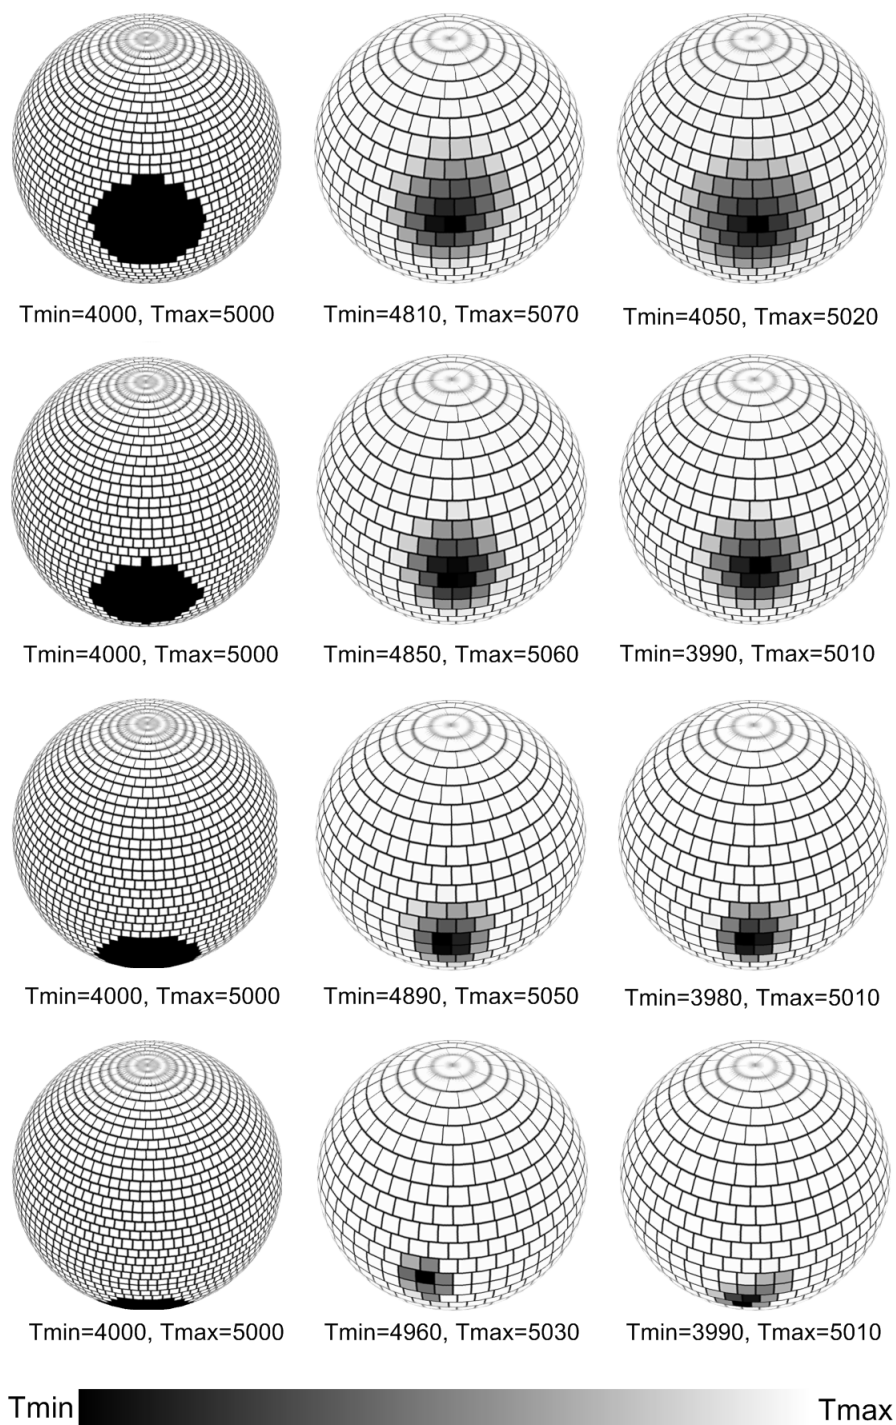 Tmin=4000, Tmax=5000 Tmin=4810, Tmax=5070 Tmin=4050, Tmax=5020
Tmin=4000, Tmax=5000 Tmin=4850, Tmax=5060 Tmin=3990, Tmax=5010
Tmin=4000, Tmax=5000 Tmin=4890, Tmax=5050 Tmin=3980, Tmax=5010
Tmin=4000, Tmax=5000 Tmin=4960, Tmax=5030 Tmin=3990, Tmax=5010
Tmin Tmax